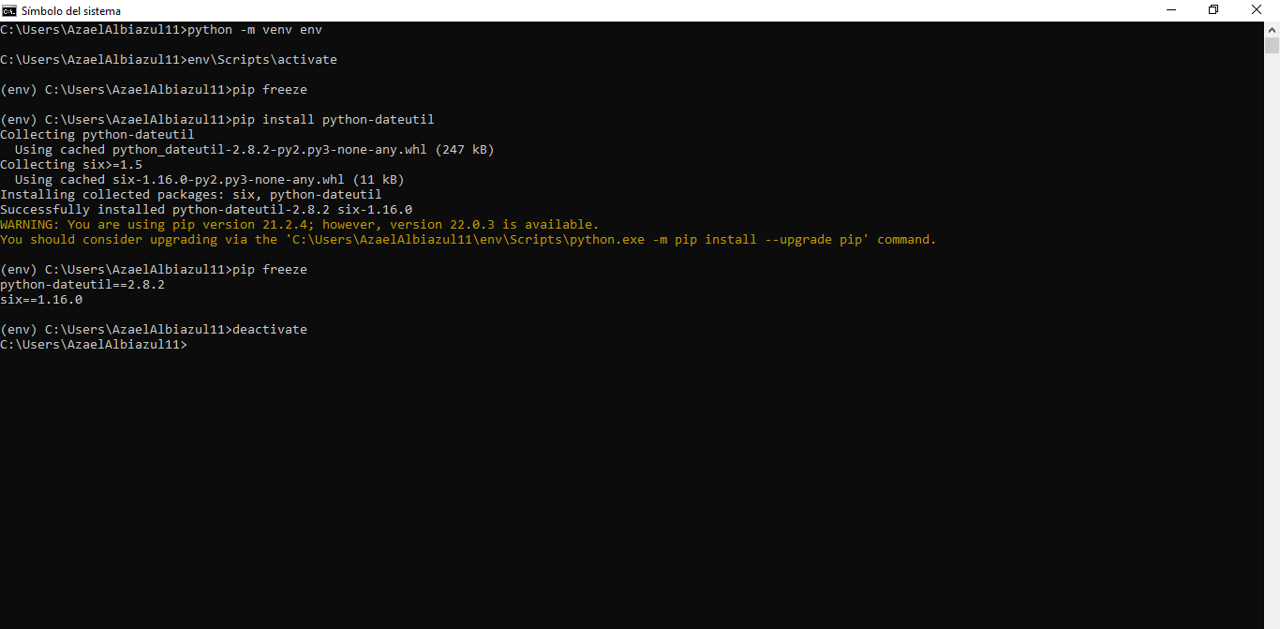 Símbolo del sistema
C:\Users\AzaelAlbiazul11>python -m venv env
C:\Users\AzaelAlbiazul11>env\Scripts\activate
(env) C:\Users\AzaelAlbiazul11>pip freeze
(env) C:\Users\AzaelAlbiazul11>pip install python-dateutil
Collecting python-dateutil
  Using cached python_dateutil-2.8.2-py2.py3-none-any.whl (247 kB)
Collecting six>=1.5
  Using cached six-1.16.0-py2.py3-none-any.whl (11 kB)
Installing collected packages: six, python-dateutil
Successfully installed python-dateutil-2.8.2 six-1.16.0
WARNING: You are using pip version 21.2.4; however, version 22.0.3 is available.
You should consider upgrading via the 'C:\Users\AzaelAlbiazul11\env\Scripts\python.exe -m pip install --upgrade pip' command.
(env) C:\Users\AzaelAlbiazul11>pip freeze
python-dateutil==2.8.2
six==1.16.0
(env) C:\Users\AzaelAlbiazul11>deactivate
C:\Users\AzaelAlbiazul11>